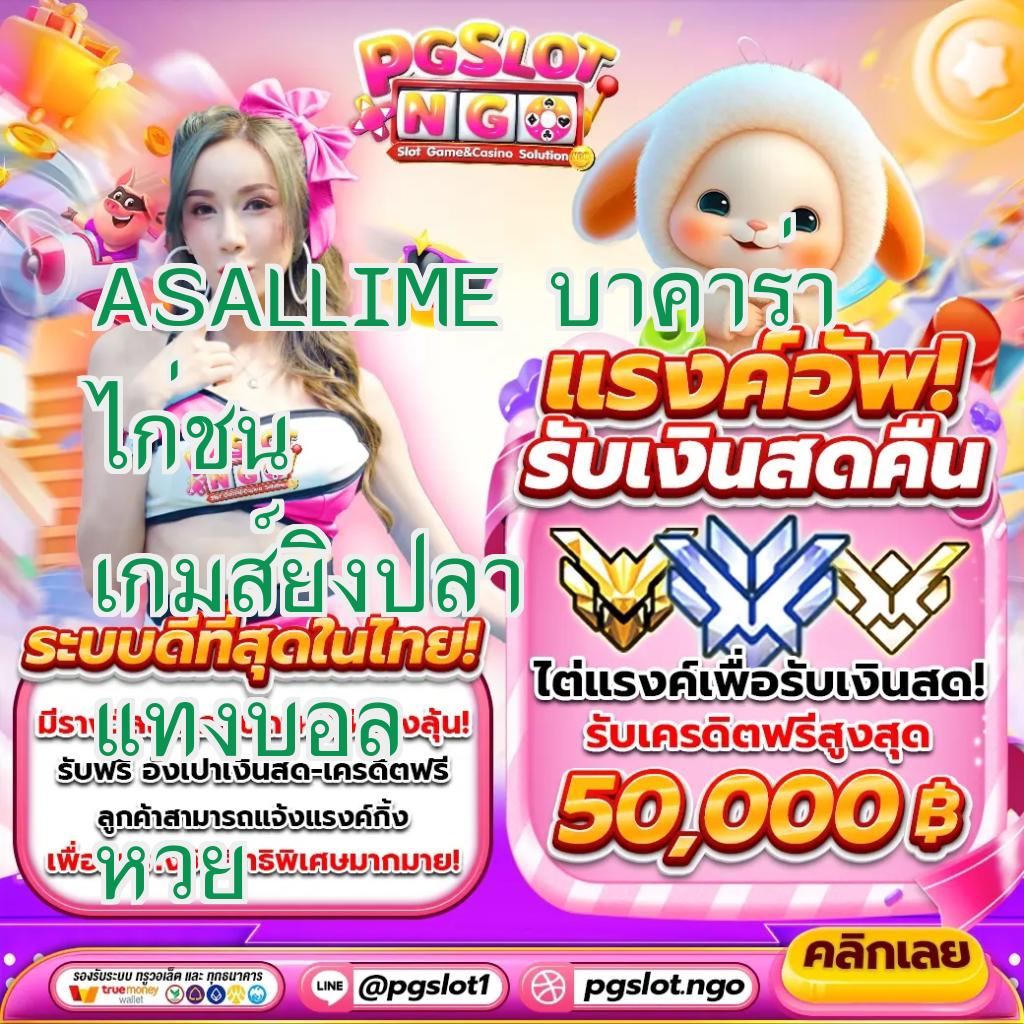 PGSLOT
NGO
Slot Game&Casino Solution
ASALLIME บาคาร่า
ไก่ชน
เกมส์ยิงปลา
แทงบอล
หวย
แรงค์อัพ!
รับเงินสดคืน
ไต่แรงค์เพื่อรับเงินสด!
รับเครดิตฟรีสูงสุด
50,000 ฿
ระบบดีที่สุดในไทย!
รับฟรี อั่งเปาเงินสด-เครดิตฟรี
ลูกค้าสามารถแจ้งแรงค์กิ้ง
คลิกเลย
รองรับระบบ ทรูวอเล็ต และ ทุกธนาคาร
truemoney
wallet
LINE @pgslot1
pgslot.ngo